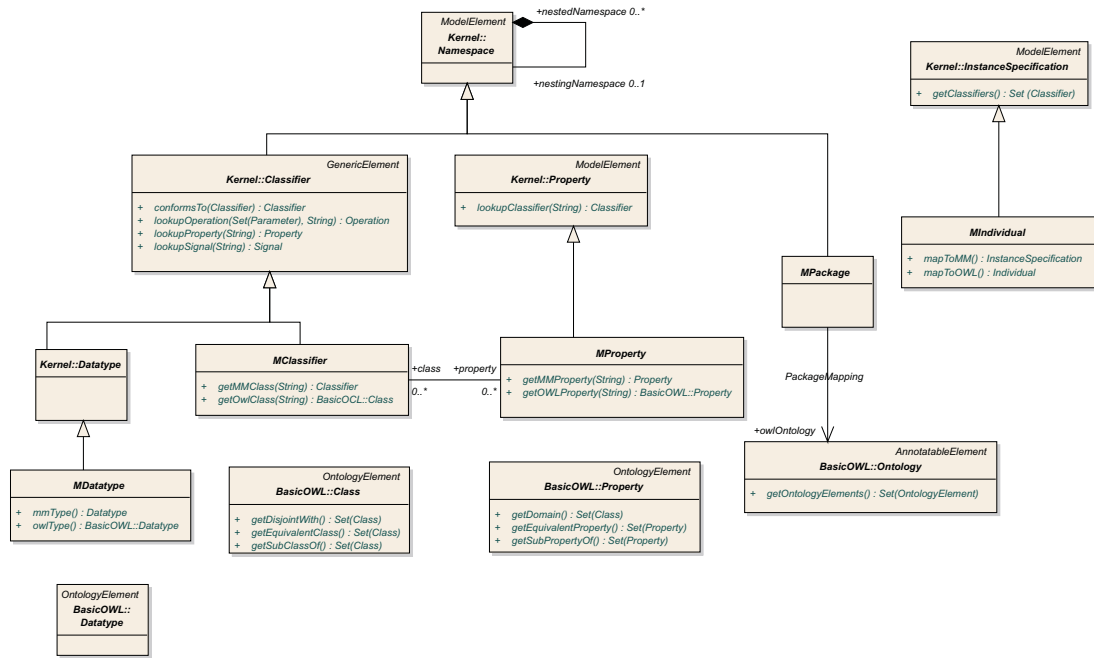 ModelElement
Kernel::
Namespace
+nestedNamespace 0..*
+nestingNamespace 0..1
ModelElement
Kernel::InstanceSpecification
+ getClassifiers() : Set (Classifier)
GenericElement
Kernel::Classifier
+ conformsTo(Classifier) : Classifier
+ lookupOperation(Set(Parameter), String) : Operation
+ lookupProperty(String) : Property
+ lookupSignal(String) : Signal
ModelElement
Kernel::Property
+ lookupClassifier(String) : Classifier
MIndividual
+ mapToMM() : InstanceSpecification
+ mapToOWL() : Individual
MPackage
Kernel::Datatype
MClassifier
+ getMMClass(String) : Classifier
+ getOwlClass(String) : BasicOCL::Class
+class
0..*
+property
0..*
MProperty
+ getMMProperty(String) : Property
+ getOWLProperty(String) : BasicOWL::Property
PackageMapping
+owlOntology
MDatatype
+ mmType() : Datatype
+ owlType() : BasicOWL::Datatype
OntologyElement
BasicOWL::Class
+ getDisjointWith() : Set(Class)
+ getEquivalentClass() : Set(Class)
+ getSubClassOf() : Set(Class)
OntologyElement
BasicOWL::Property
+ getDomain() : Set(Class)
+ getEquivalentProperty() : Set(Property)
+ getSubPropertyOf() : Set(Property)
AnnotatableElement
BasicOWL::Ontology
+ getOntologyElements() : Set(OntologyElement)
OntologyElement
BasicOWL::
Datatype